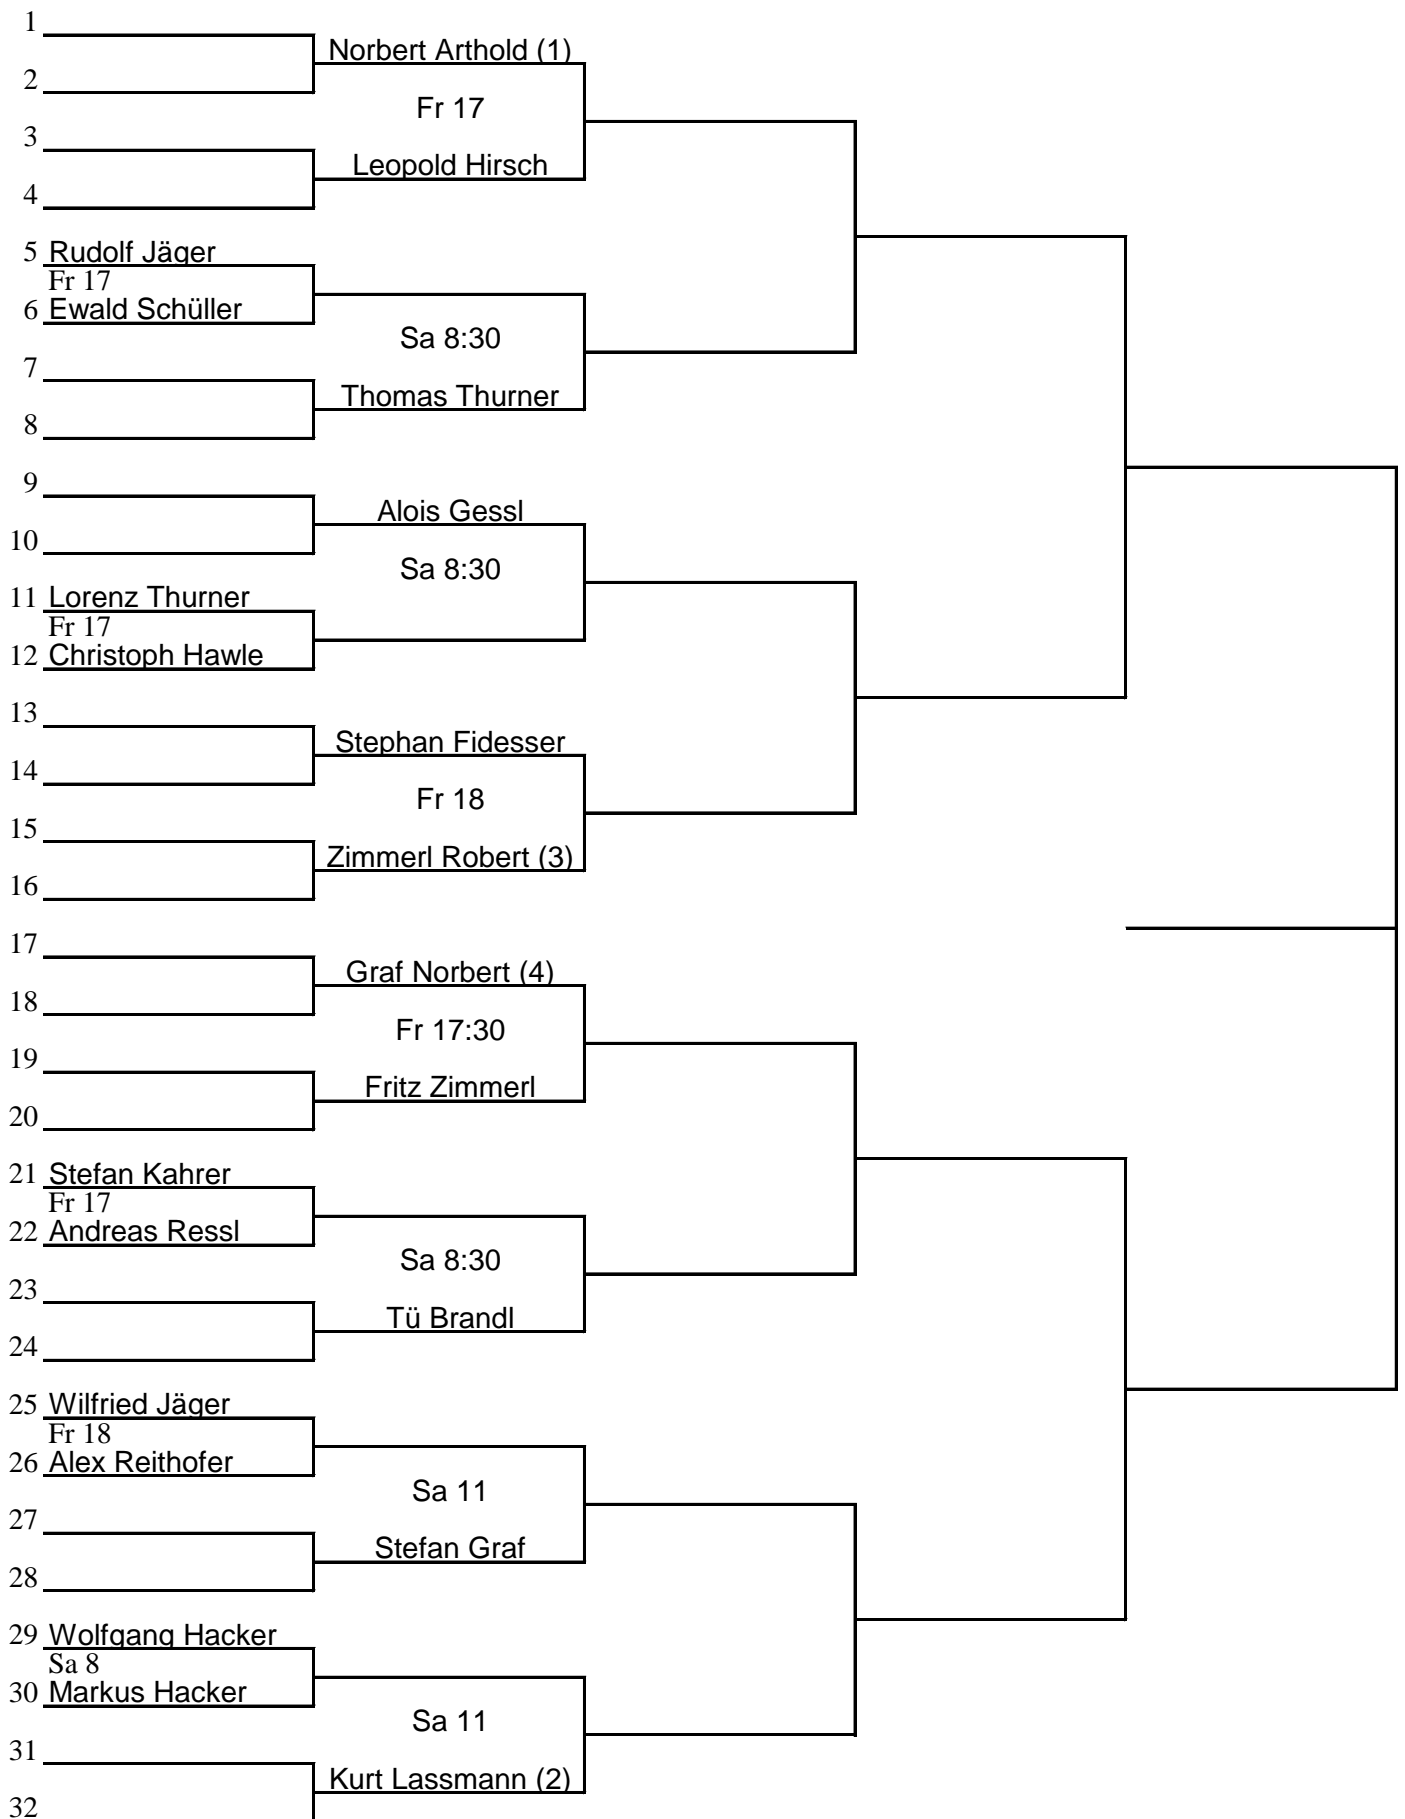 1
Norbert Arthold (1)
2
Fr 17
3
Leopold Hirsch
4
5 Rudolf Jäger
Fr 17
6 Ewald Schüller
Sa 8:30
7
Thomas Thurner
8
9
Alois Gessl
10
Sa 8:30
11 Lorenz Thurner
Fr 17
12 Christoph Hawle
13
Stephan Fidesser
14
Fr 18
15
Zimmerl Robert (3)
16
17
Graf Norbert (4)
18
Fr 17:30
19
Fritz Zimmerl
20
21 Stefan Kahrer
Fr 17
22 Andreas Ressl
Sa 8:30
23
Tü Brandl
24
25 Wilfried Jäger
Fr 18
26 Alex Reithofer
Sa 11
27
Stefan Graf
28
29 Wolfgang Hacker
Sa 8
30 Markus Hacker
Sa 11
31
Kurt Lassmann (2)
32